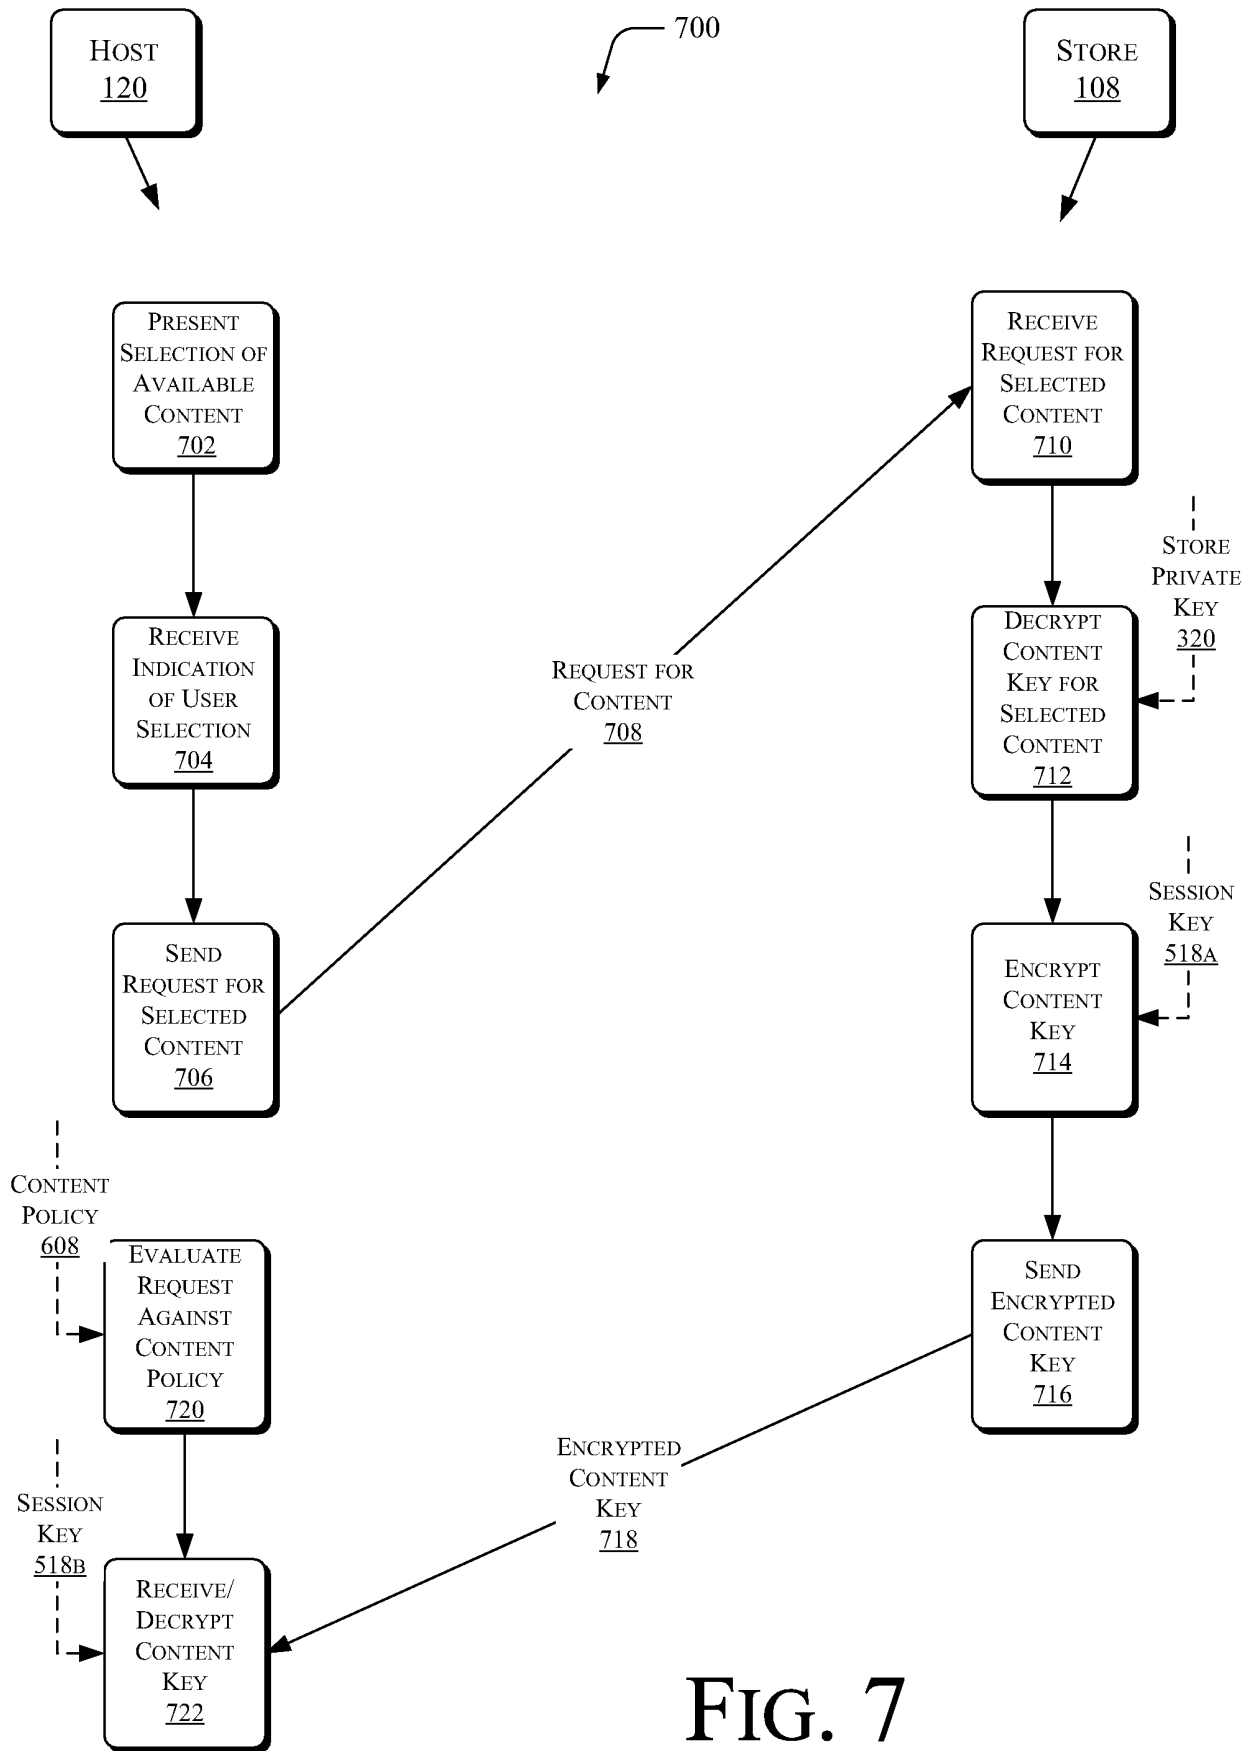 HOST
120
700
STORE
108
PRESENT
SELECTION OF
AVAILABLE
CONTENT
702
RECEIVE
REQUEST FOR
SELECTED
CONTENT
710
STORE
PRIVATE
KEY
320
RECEIVE
INDICATION
OF USER
SELECTION
704
REQUEST FOR
CONTENT
708
DECRYPT
CONTENT
KEY FOR
SELECTED
CONTENT
712
SESSION
KEY
518A
SEND
REQUEST FOR
SELECTED
CONTENT
706
ENCRYPT
CONTENT
KEY
714
CONTENT
POLICY
608
EVALUATE
REQUEST
AGAINST
CONTENT
POLICY
720
SEND
ENCRYPTED
CONTENT
KEY
716
ENCRYPTED
CONTENT
KEY
718
SESSION
KEY
518B
RECEIVE/
DECRYPT
CONTENT
KEY
722
FIG. 7